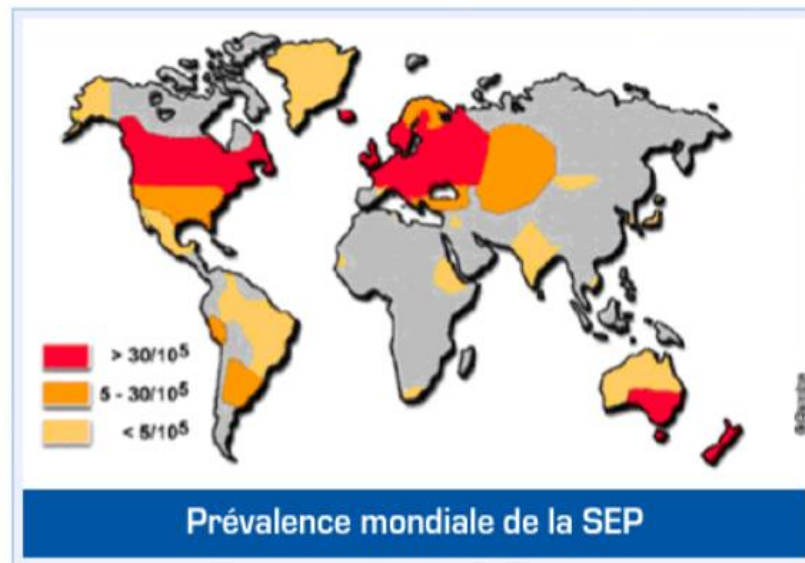 > 30/10⁵
5 - 30/10⁵
< 5/10⁵
Prévalence mondiale de la SEP